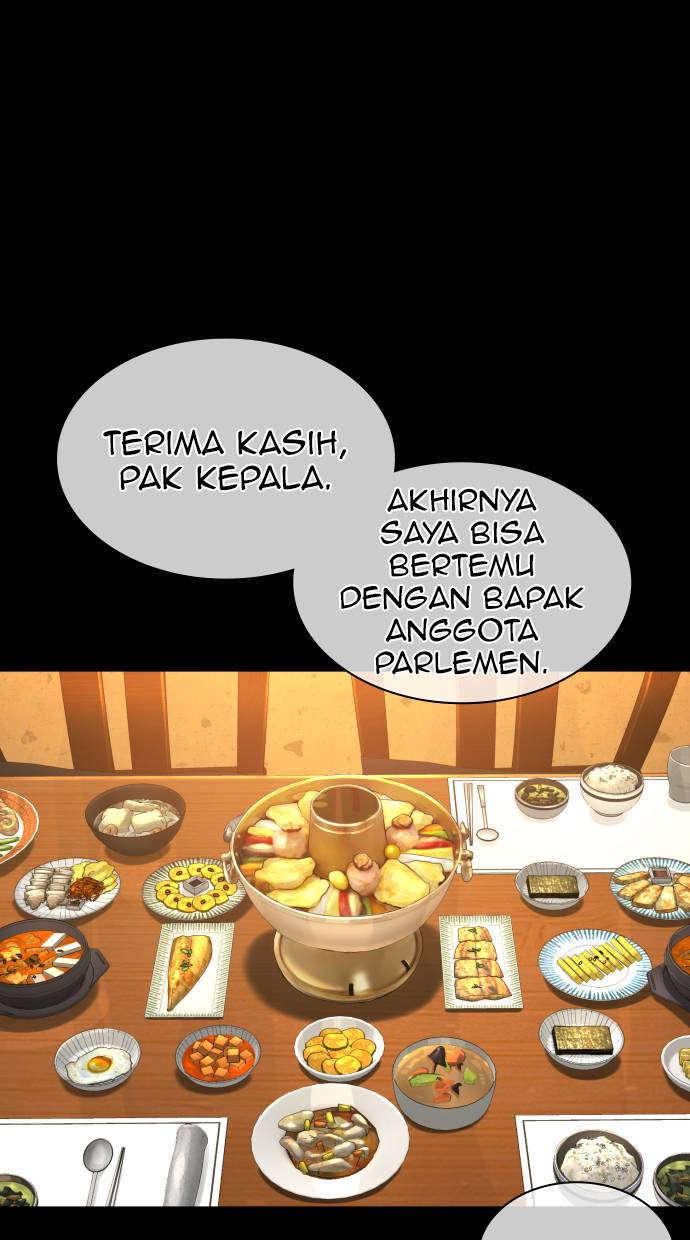 TERIMA KASIH,
PAK KEPALA.
AKHIRNYA
SAYA BISA
BERTEMU
DENGAN BAPAK
ANGGOTA
PARLEMEN.